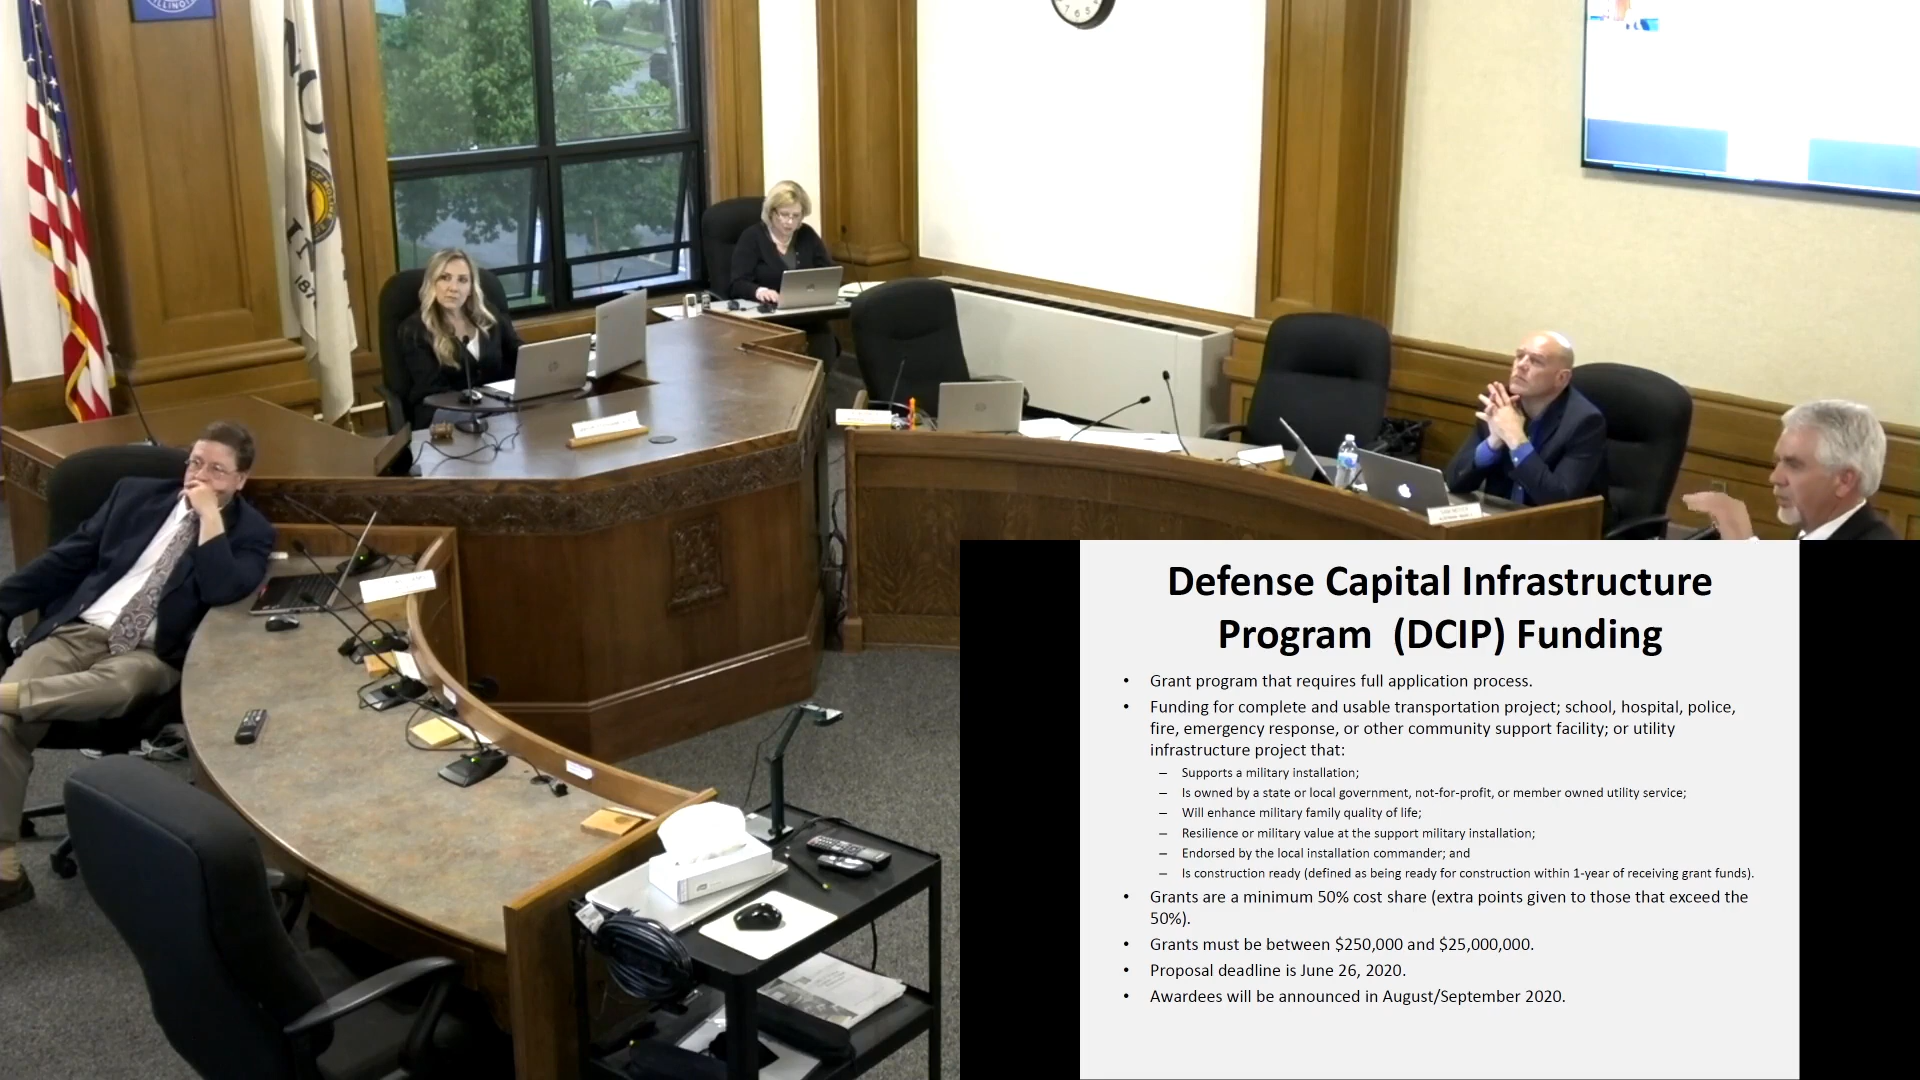 ILLINOIS
Defense Capital Infrastructure
Program (DCIP) Funding
• Grant program that requires full application process.
• Funding for complete and usable transportation project; school, hospital, police,
fire, emergency response, or other community support facility; or utility
infrastructure project that:
– Supports a military installation;
– Is owned by a state or local government, not-for-profit, or member owned utility service;
– Will enhance military family quality of life;
– Resilience or military value at the support military installation;
– Endorsed by the local installation commander; and
– Is construction ready (defined as being ready for construction within 1-year of receiving grant funds).
• Grants are a minimum 50% cost share (extra points given to those that exceed the
50%).
• Grants must be between $250,000 and $25,000,000.
• Proposal deadline is June 26, 2020.
• Awardees will be announced in August/September 2020.